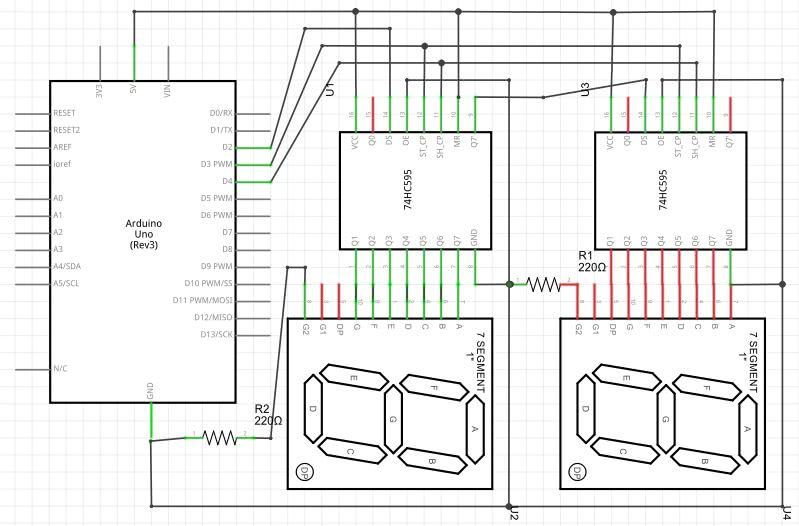 3V3
5V
VIN
RESET
RESET2
AREF
ioref
A0
A1
A2
A3
A4/SDA
A5/SCL
N/C
Arduino
Uno
(Rev3)
D0/RX
D1/TX
D2
D3 PWM
D4
D5 PWM
D6 PWM
D7
D8
D9 PWM
D10 PWM/SS
D11 PWM/MOSI
D12/MISO
D13/SCK
GND
R2
220Ω
1
2
U1
16
15
14
13
12
11
10
9
VCC
Q0
DS
OE
ST_CP
SH_CP
MR
Q7'
74HC595
Q1
Q2
Q3
Q4
Q5
Q6
Q7
GND
1
2
3
4
5
6
7
8
U3
16
15
14
13
12
11
10
9
VCC
Q0
DS
OE
ST_CP
SH_CP
MR
Q7'
74HC595
Q1
Q2
Q3
Q4
Q5
Q6
Q7
GND
1
2
3
4
5
6
7
8
R1
220Ω
1
2
G2
G1
DP
G
F
E
D
C
B
A
7 SEGMENT
1"
E
F
D
G
A
C
B
DP
U2
G2
G1
DP
G
F
E
D
C
B
A
7 SEGMENT
1"
E
F
D
G
A
C
B
DP
U4